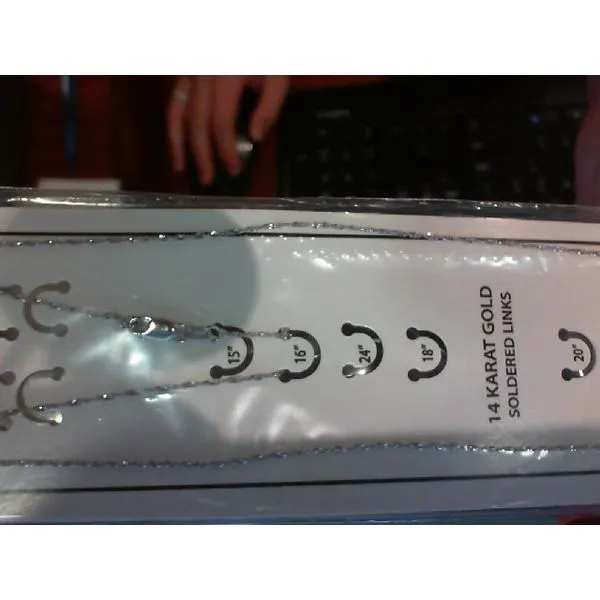 14 KARAT GOLD
SOLDERED LINKS
15"
16"
24"
18"
20"